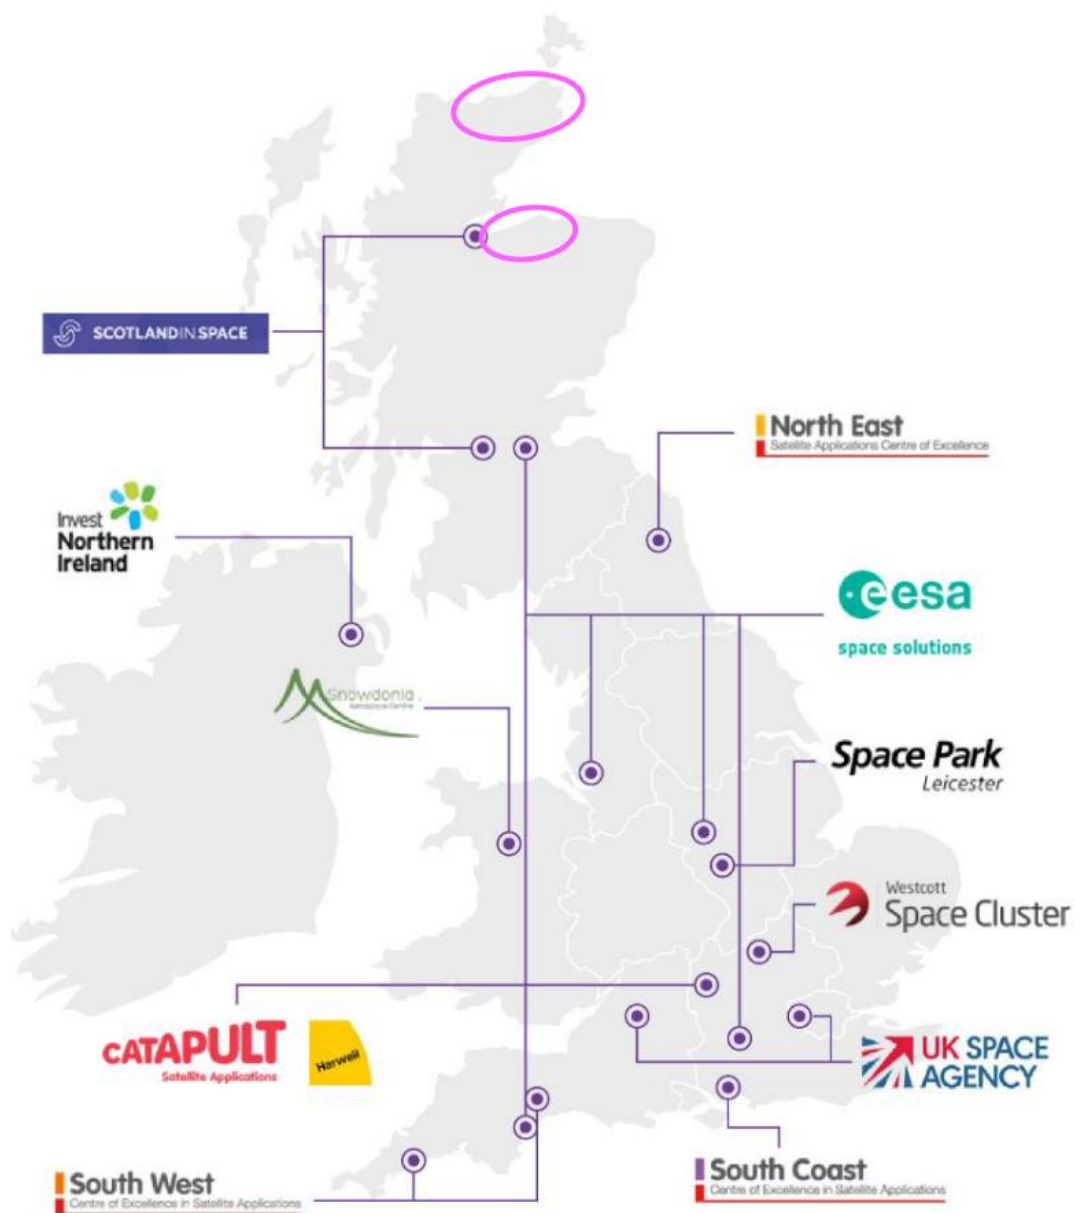 SCOTLANDINSPACE
North East
Satellite Applications Centre of Excellence
Invest
Northern
Ireland
esa
space solutions
Snowdonia
Aerospace Centre
Space Park
Leicester
Westcott
Space Cluster
CATAPULT
Satellite Applications
Harwell
UK SPACE
AGENCY
South West
Centre of Excellence in Satellite Applications
South Coast
Centre of Excellence in Satellite Applications